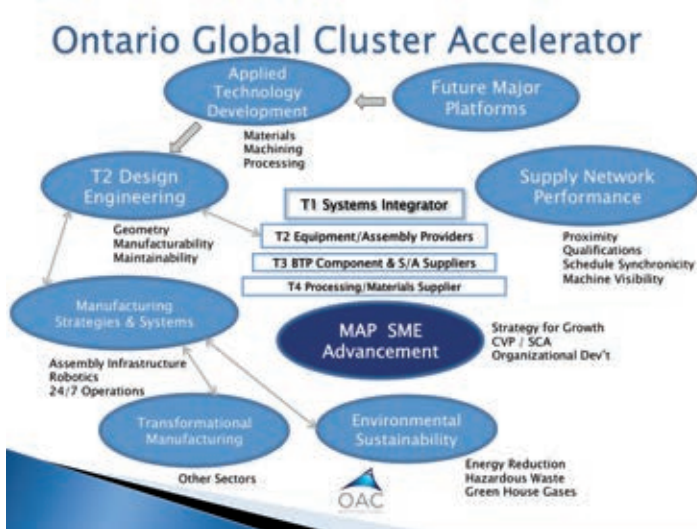 Ontario Global Cluster Accelerator
Applied
Technology
Development
Future Major
Platforms
Materials
Machining
Processing
T2 Design
Engineering
Supply Network
Performance
T1 Systems Integrator
Geometry
Manufacturability
Maintainability
T2 Equipment/Assembly Providers
Proximity
Qualifications
Schedule Synchronicity
Machine Visibility
T3 BTP Component & S/A Suppliers
T4 Processing/Materials Supplier
Manufacturing
Strategies & Systems
MAP SME
Advancement
Strategy for Growth
CVP / SCA
Organizational Dev't
Assembly Infrastructure
Robotics
24/7 Operations
Transformational
Manufacturing
Environmental
Sustainability
Other Sectors
Energy Reduction
Hazardous Waste
Green House Gases
OAC